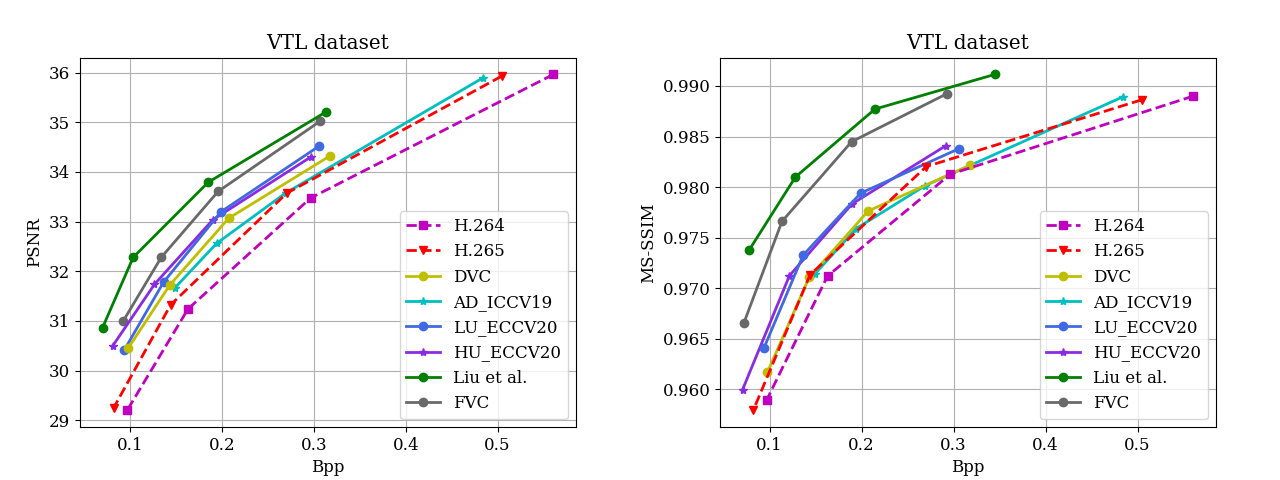 VTL dataset
36
35
34
33
32
31
30
29
PSNR
0.1 0.2 0.3 0.4 0.5
Bpp
H.264
H.265
DVC
AD_ICCV19
LU_ECCV20
HU_ECCV20
Liu et al.
FVC
VTL dataset
0.990
0.985
0.980
0.975
0.970
0.965
0.960
MS-SSIM
0.1 0.2 0.3 0.4 0.5
Bpp
H.264
H.265
DVC
AD_ICCV19
LU_ECCV20
HU_ECCV20
Liu et al.
FVC